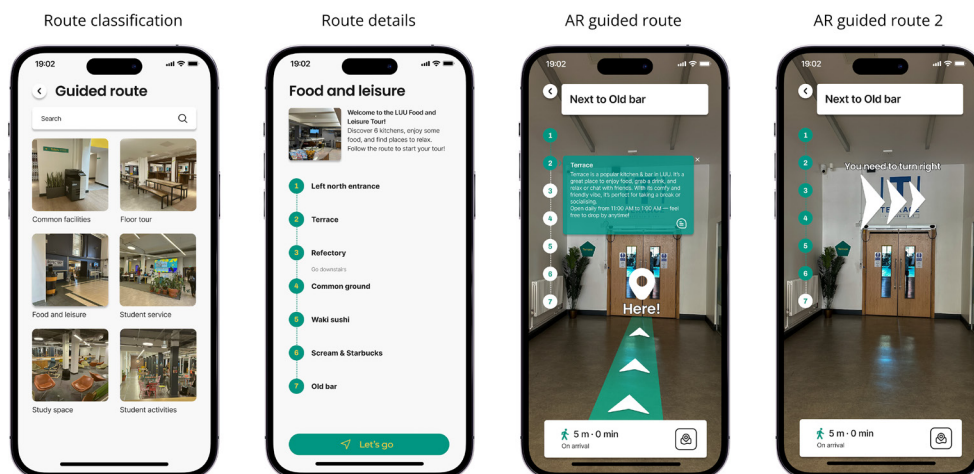 Route classification
Route details
AR guided route
AR guided route 2
19:02
Guided route
Search
Common facilities
Floor tour
Food and leisure
Student service
Study space
Student activities
19:02
Food and leisure
Welcome to the LUU Food and
Leisure Tour!
Discover 6 kitchens, enjoy some
food, and find places to relax.
Follow the route to start your tour!
1 Left north entrance
2 Terrace
3 Refectory
Go downstairs
4 Common ground
5 Waki sushi
6 Scream & Starbucks
7 Old bar
Let's go
19:02
Next to Old bar
1
2
3
4
5
6
7
Terrace
Terrace is a popular kitchen & bar in LUU. It's a
great place to enjoy food, grab a drink, and
relax or chat with friends. With its comfy and
friendly vibe, it's perfect for taking a break or
socialising.
Open daily from 11:00 AM to 1:00 AM — feel
free to drop by anytime!
Here!
5 m · 0 min
On arrival
19:02
Next to Old bar
1
2
3
4
5
6
7
You need to turn right
TERRACE
5 m · 0 min
On arrival